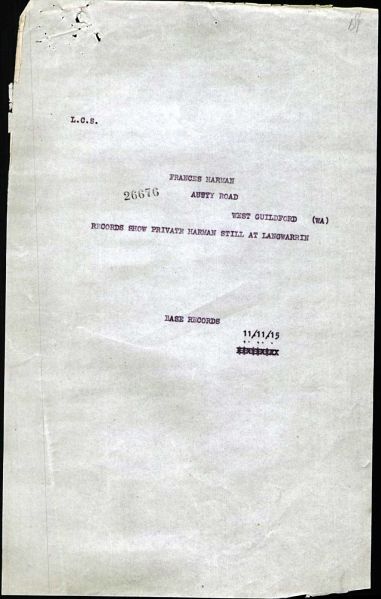 L.C.S.
FRANCES HARMAN
26676
AUSTY ROAD
WEST GUILDFORD (WA)
RECORDS SHOW PRIVATE HARMAN STILL AT LANGWARRIN
BASE RECORDS
11/11/15